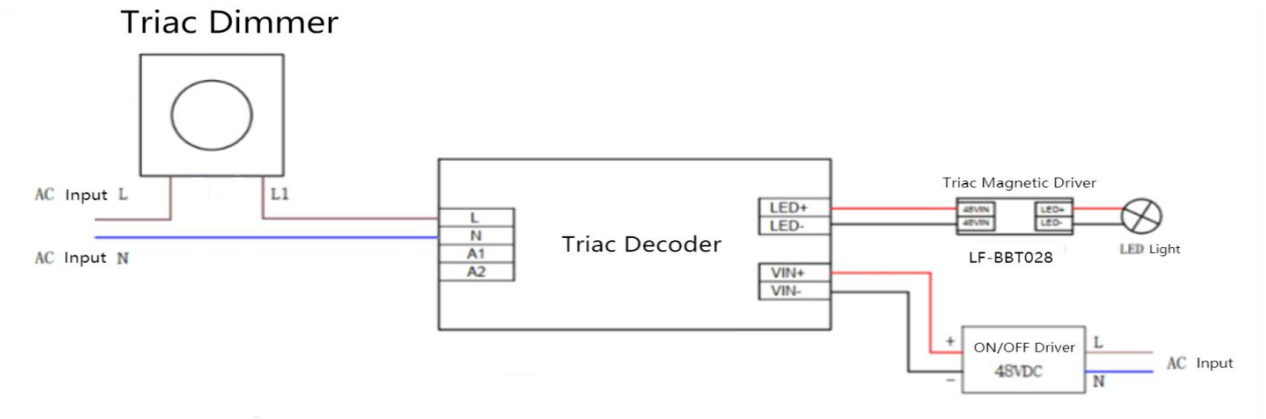 Triac Dimmer
AC Input L
L1
AC Input N
L
N
A1
A2
Triac Decoder
LED+
LED-
VIN+
VIN-
Triac Magnetic Driver
48VIN
48VIN
LED+
LED-
LF-BBT028
LED Light
+
ON/OFF Driver
48VDC
-
L
N
AC Input